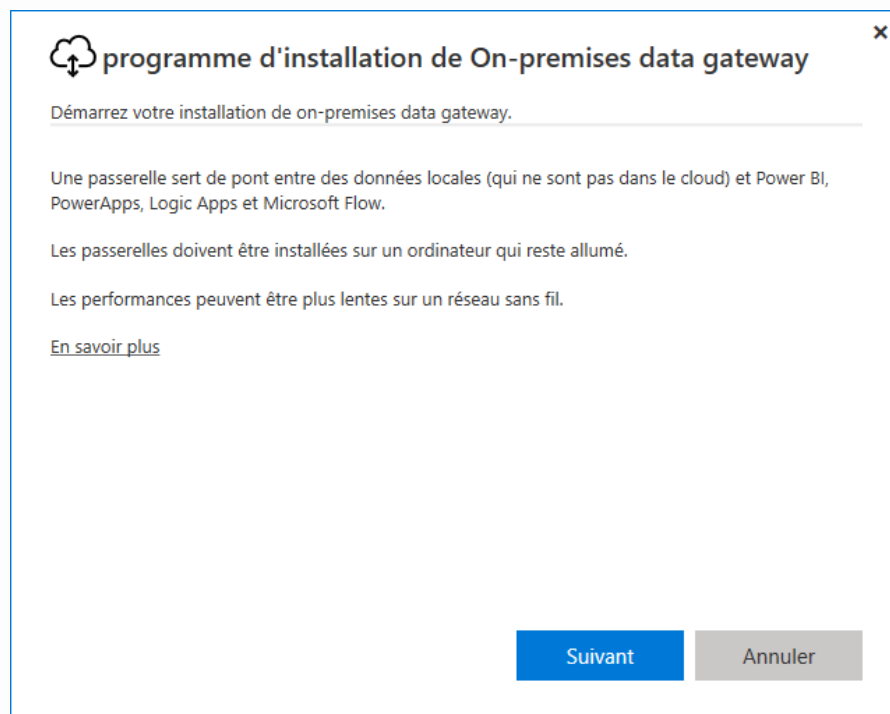 programme d'installation de On-premises data gateway
Démarrez votre installation de on-premises data gateway.
Une passerelle sert de pont entre des données locales (qui ne sont pas dans le cloud) et Power BI,
PowerApps, Logic Apps et Microsoft Flow.
Les passerelles doivent être installées sur un ordinateur qui reste allumé.
Les performances peuvent être plus lentes sur un réseau sans fil.
En savoir plus
Suivant Annuler